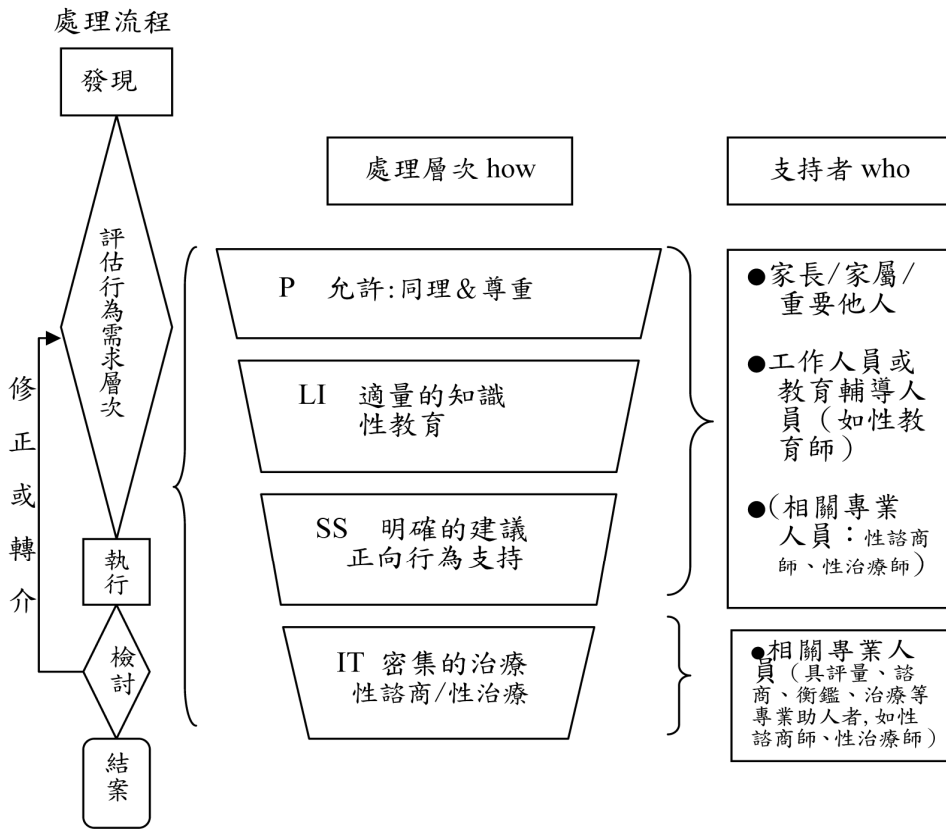 處理流程
發現
評估行為需求層次
修正或轉介
執行
檢討
結案
處理層次 how
P 允許:同理&尊重
LI 適量的知識
性教育
SS 明確的建議
正向行為支持
IT 密集的治療
性諮商/性治療
支持者 who
●家長/家屬/
重要他人
●工作人員或
教育輔導人
員（如性教
育師）
●(相關專業
人員：性諮商
師、性治療師)
●相關專業人
員（具評量、諮
商、衡鑑、治療等
專業助人者,如性
諮商師、性治療師)